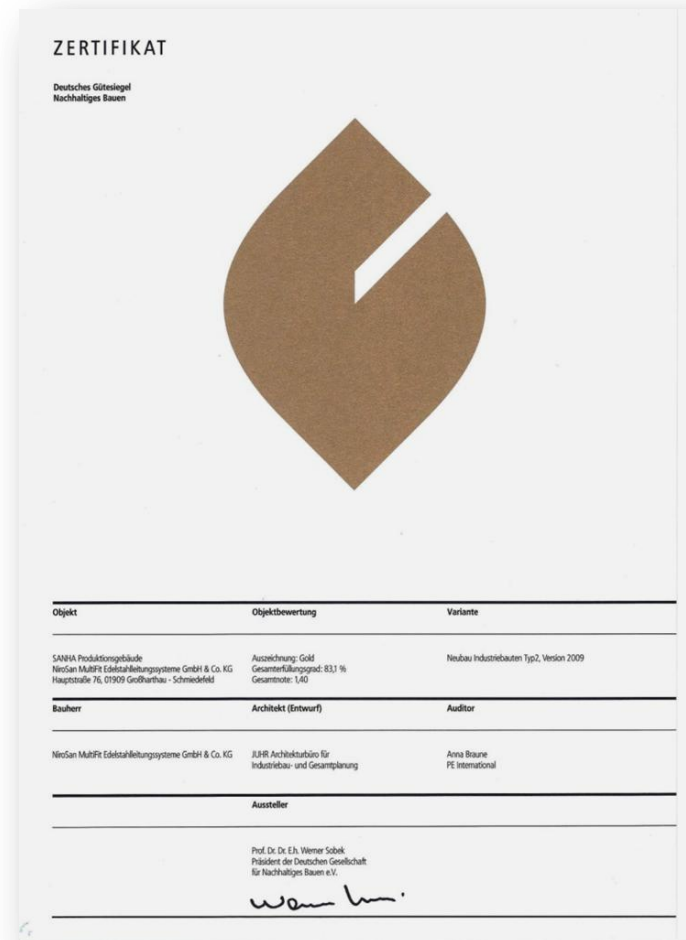 ZERTIFIKAT
Deutsches Gütesiegel
Nachhaltiges Bauen
Objekt
Objektbewertung
Variante
SANHA Produktionsgebäude
NiroSan MultiFit Edelstahlleitungssysteme GmbH & Co. KG
Hauptstraße 76, 01909 Großharthau - Schmiedefeld
Auszeichnung: Gold
Gesamterfüllungsgrad: 83,1 %
Gesamtnote: 1,40
Neubau Industriebauten Typ2, Version 2009
Bauherr
Architekt (Entwurf)
Auditor
NiroSan MultiFit Edelstahlleitungssysteme GmbH & Co. KG
JUHR Architekturbüro für
Industriebau- und Gesamtplanung
Anna Braune
PE International
Aussteller
Prof. Dr. Dr. E.h. Werner Sobek
Präsident der Deutschen Gesellschaft
für Nachhaltiges Bauen e.V.